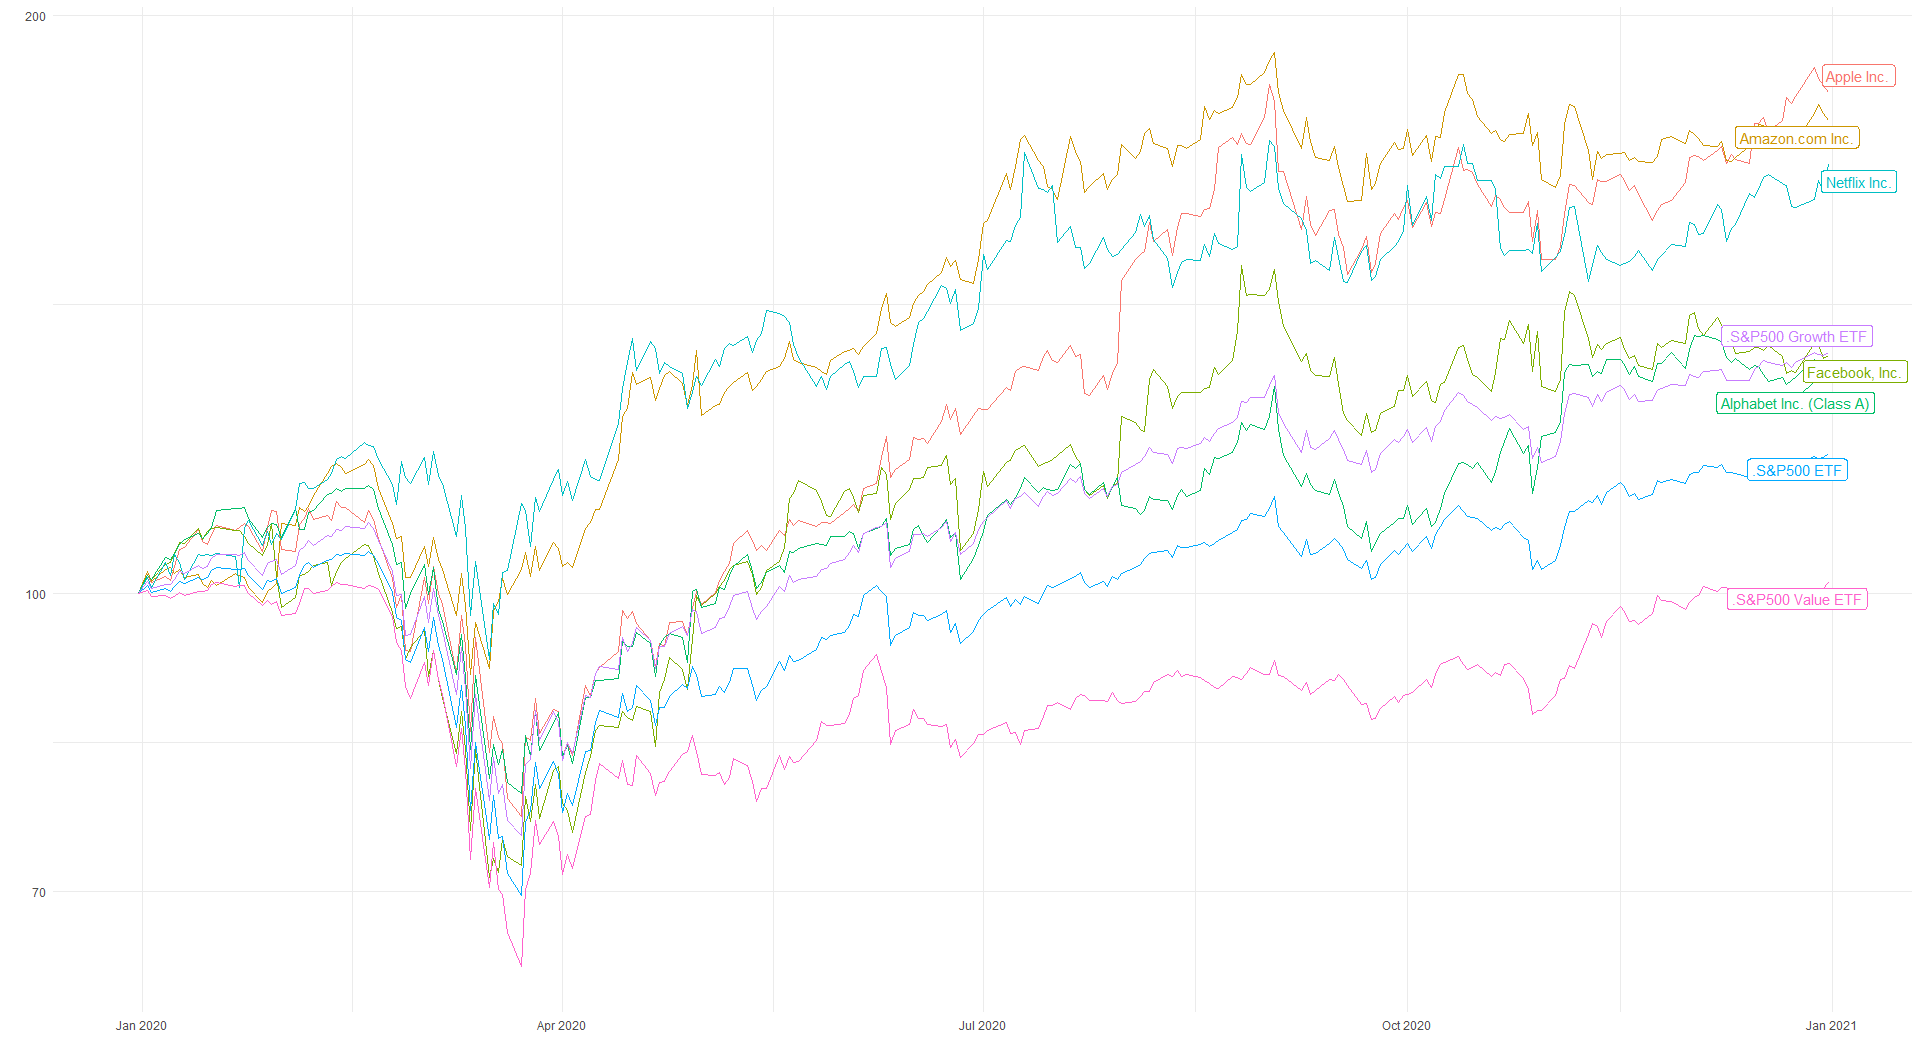 200
Apple Inc.
Amazon.com Inc.
Netflix Inc.
.S&P500 Growth ETF
Facebook, Inc.
Alphabet Inc. (Class A)
.S&P500 ETF
100
.S&P500 Value ETF
70
Jan 2020
Apr 2020
Jul 2020
Oct 2020
Jan 2021